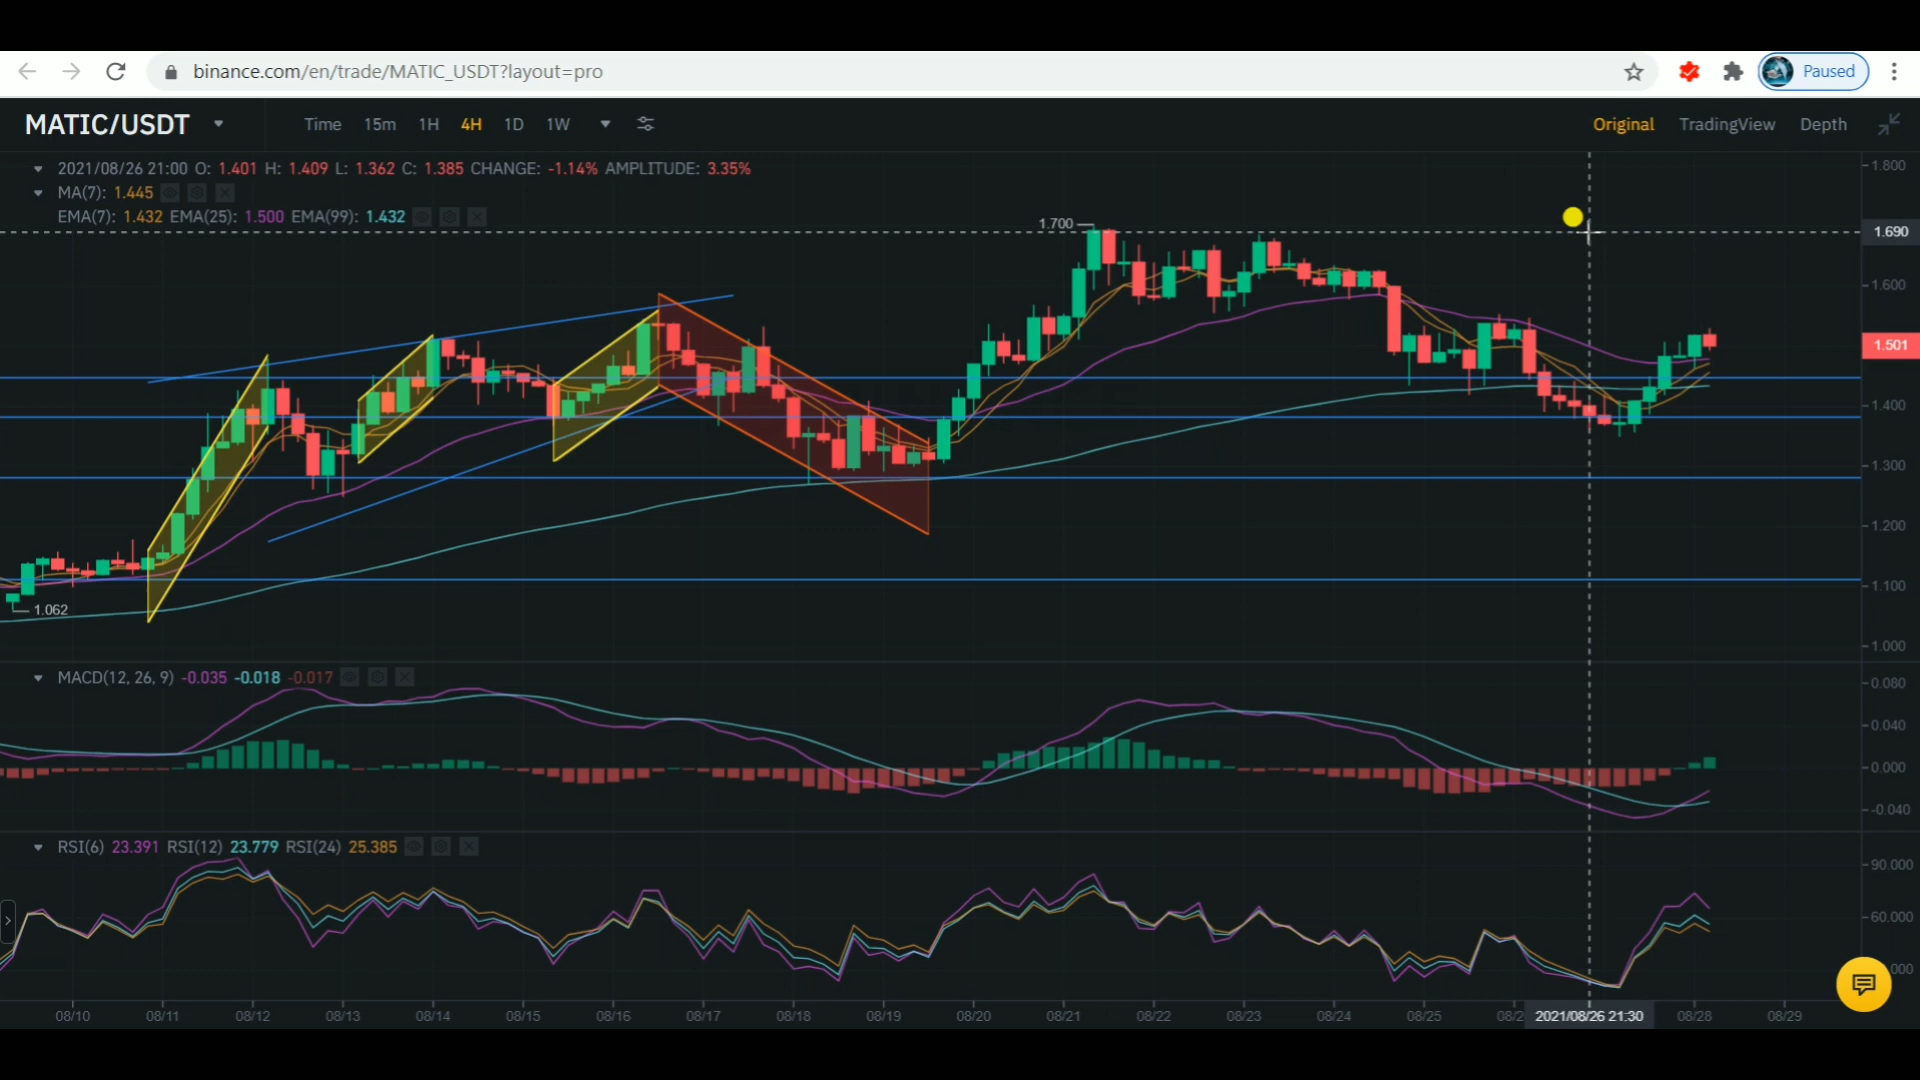 binance.com/en/trade/MATIC_USDT?layout=pro
Paused
MATIC/USDT
Time 15m 1H 4H 1D 1W
Original TradingView Depth
2021/08/26 21:00 O: 1.401 H: 1.409 L: 1.362 C: 1.385 CHANGE: -1.14% AMPLITUDE: 3.35%
MA(7): 1.445
EMA(7): 1.432 EMA(25): 1.500 EMA(99): 1.432
1.800
1.700
1.690
1.600
1.501
1.400
1.300
1.200
1.100
1.062
1.000
MACD(12, 26, 9) -0.035 -0.018 -0.017
0.080
0.040
0.000
-0.040
RSI(6) 23.391 RSI(12) 23.779 RSI(24) 25.385
90.000
60.000
08/10 08/11 08/12 08/13 08/14 08/15 08/16 08/17 08/18 08/19 08/20 08/21 08/22 08/23 08/24 08/25 2021/08/26 21:30 08/28 08/29